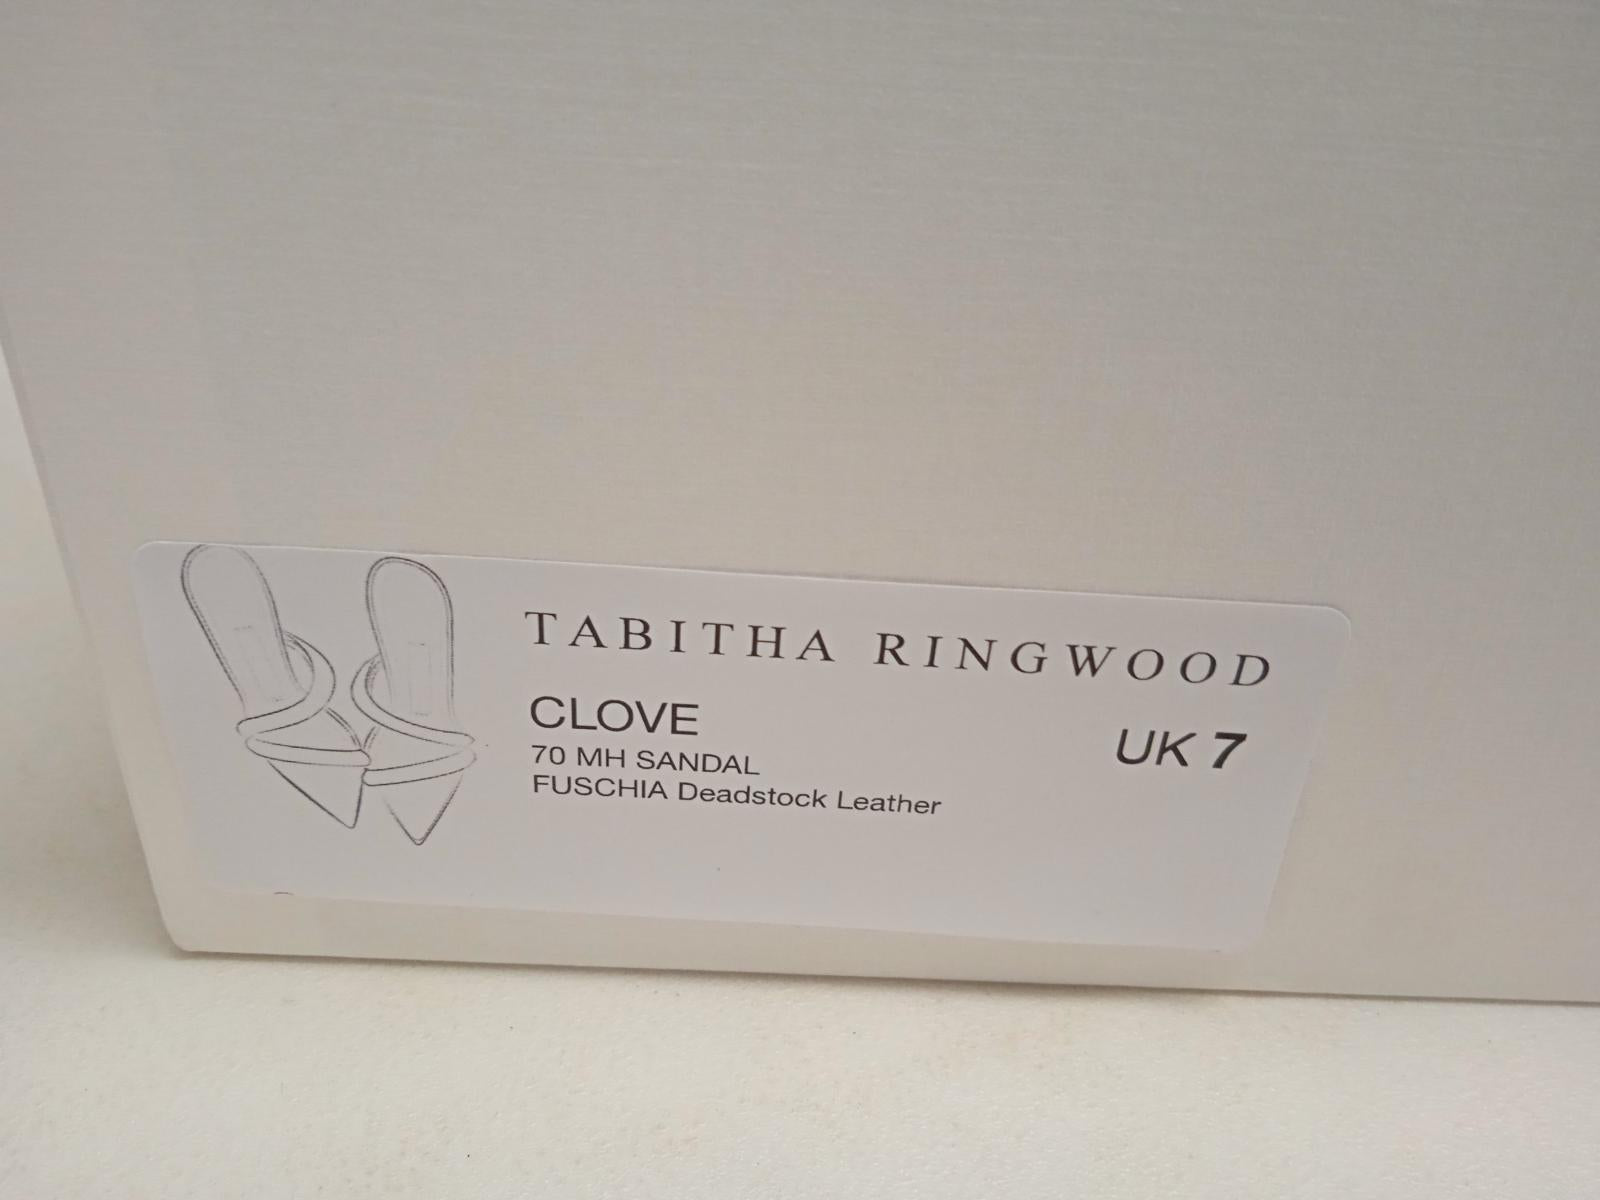 TABITHA RINGWOOD
CLOVE
UK 7
70 MH SANDAL
FUSCHIA Deadstock Leather